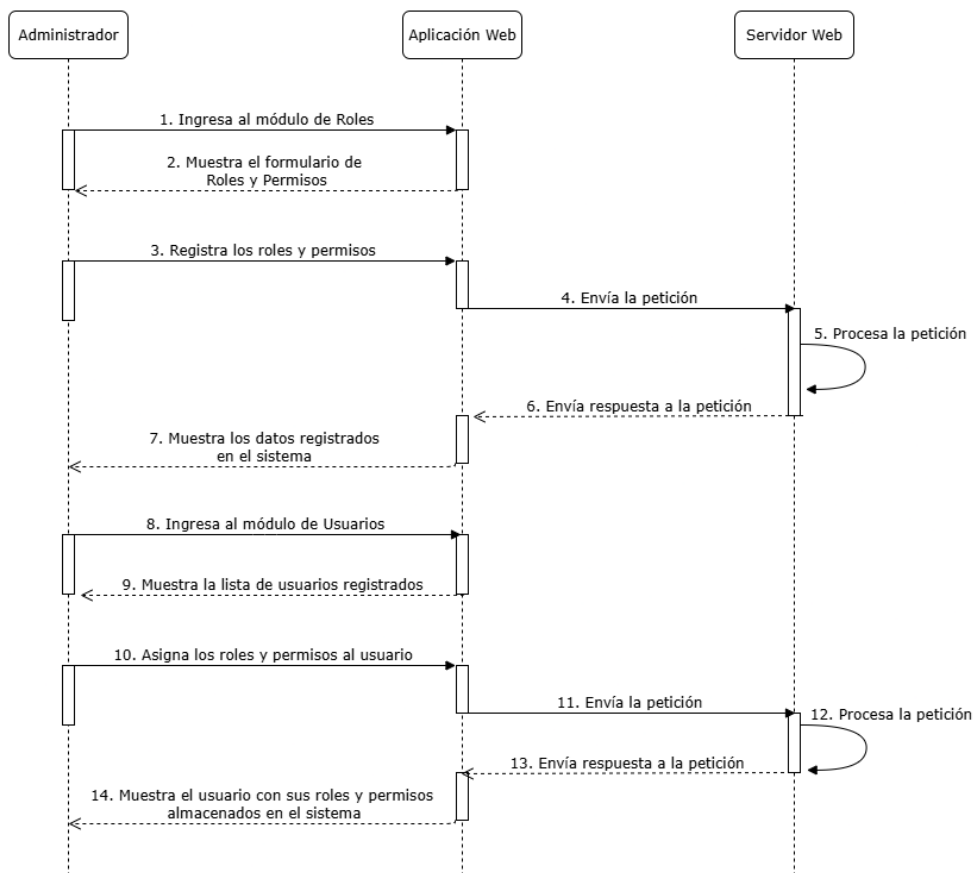 Administrador
Aplicación Web
Servidor Web
1. Ingresa al módulo de Roles
2. Muestra el formulario de
Roles y Permisos
3. Registra los roles y permisos
4. Envía la petición
5. Procesa la petición
6. Envía respuesta a la petición
7. Muestra los datos registrados
en el sistema
8. Ingresa al módulo de Usuarios
9. Muestra la lista de usuarios registrados
10. Asigna los roles y permisos al usuario
11. Envía la petición
12. Procesa la petición
13. Envía respuesta a la petición
14. Muestra el usuario con sus roles y permisos
almacenados en el sistema